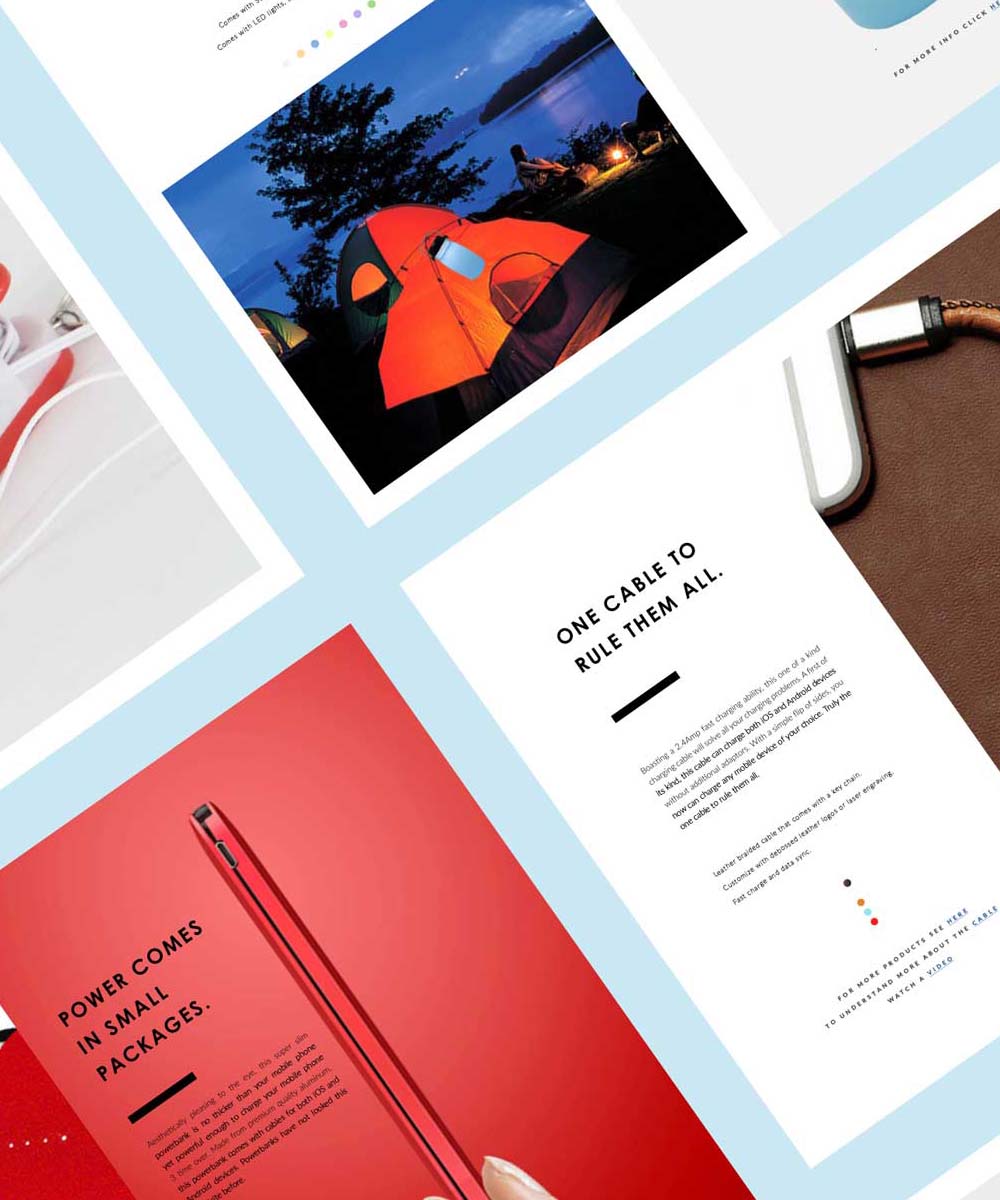 Comes with
Comes with LED lights,
FOR MORE INFO CLICK HE
ONE CABLE TO
RULE THEM ALL.
Boasting a 2.4Amp fast charging ability, this one of a kind
charging cable will solve all your charging problems. A first of
its kind, this cable can charge both iOS and Android devices
without additional adaptors. With a simple flip of sides, you
now can charge any mobile device of your choice. Truly the
one cable to rule them all.
Leather braided cable that comes with a key chain.
Customize with debossed leather logos or laser engraving.
Fast charge and data sync.
FOR MORE PRODUCTS SEE HERE
TO UNDERSTAND MORE ABOUT THE CABLE
WATCH A VIDEO
POWER COMES
IN SMALL
PACKAGES.
Aesthetically pleasing to the eye, this super slim
powerbank is no thicker than your mobile phone
yet powerful enough to charge your mobile phone
3 time over. Made from premium quality aluminum,
this powerbank comes with cables for both iOS and
Android devices. Powerbanks have not looked this
before.